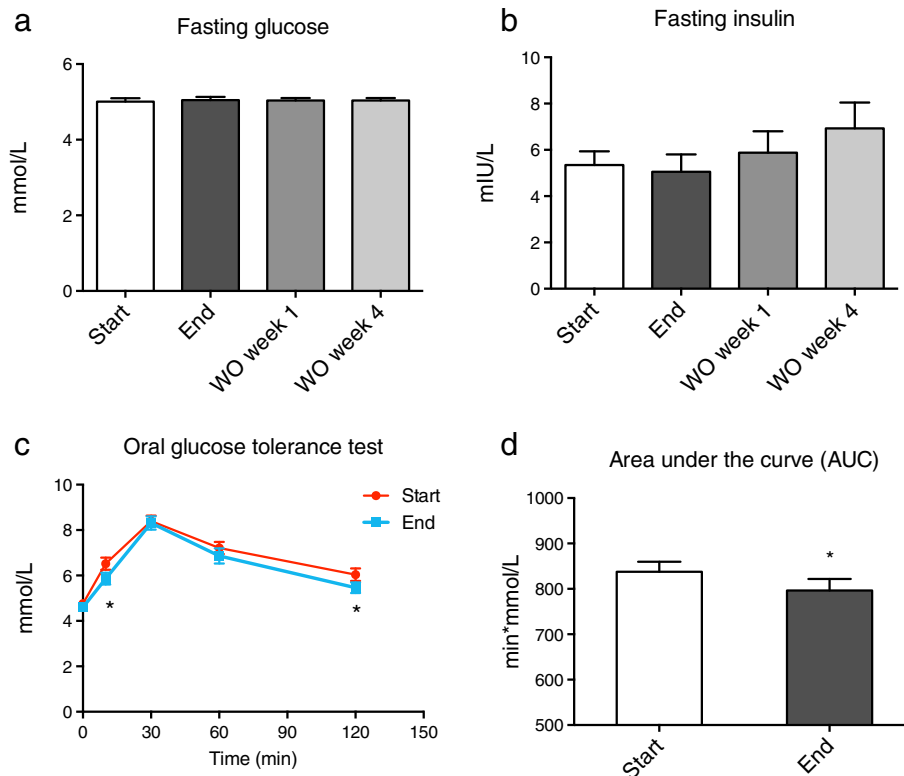 a
Fasting glucose
mmol/L
6
4
2
0
Start
End
WO week 1
WO week 4
b
Fasting insulin
mIU/L
10
8
6
4
2
0
Start
End
WO week 1
WO week 4
c
Oral glucose tolerance test
mmol/L
10
8
6
4
2
0
Start
End
*
*
0 30 60 90 120 150
Time (min)
d
Area under the curve (AUC)
min*mmol/L
1000
900
800
700
600
500
*
Start
End